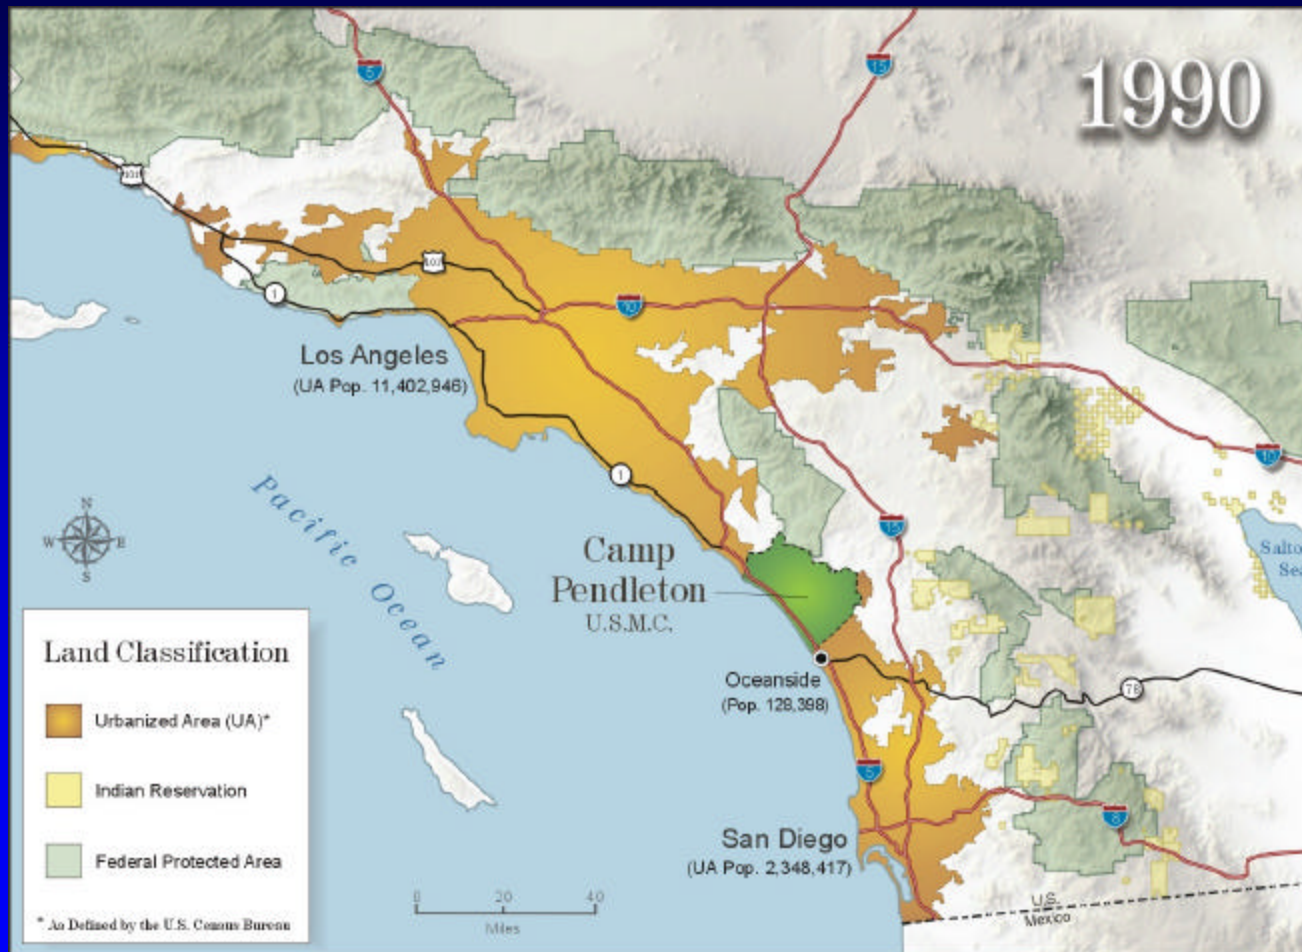 1990
5
15
101
101
1
10
Los Angeles
(UA Pop. 11,402,946)
1
10
Pacific Ocean
N
W E
S
15
Camp
Pendleton
U.S.M.C.
Salto
Sea
Land Classification
Urbanized Area (UA)*
Indian Reservation
Federal Protected Area
* As Defined by the U.S. Census Bureau
Oceanside
(Pop. 128,398)
78
5
8
San Diego
(UA Pop. 2,348,417)
0 20 40
Miles
U.S.
Mexico